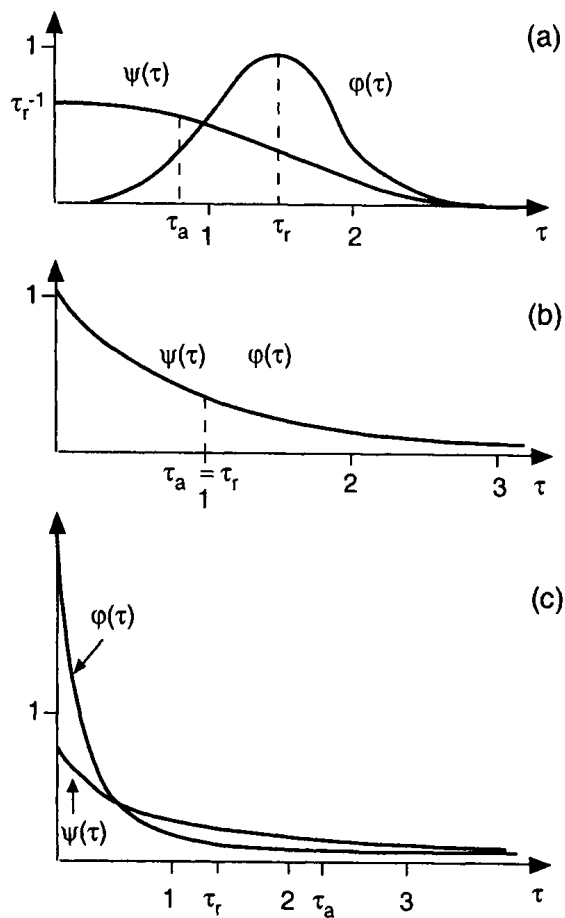 (a)
1
ψ(τ)
φ(τ)
τr-1
τa
1
τr
2
τ
(b)
1
ψ(τ) φ(τ)
τa = τr
1
2
3
τ
(c)
φ(τ)
1
ψ(τ)
1
τr
2
τa
3
τ